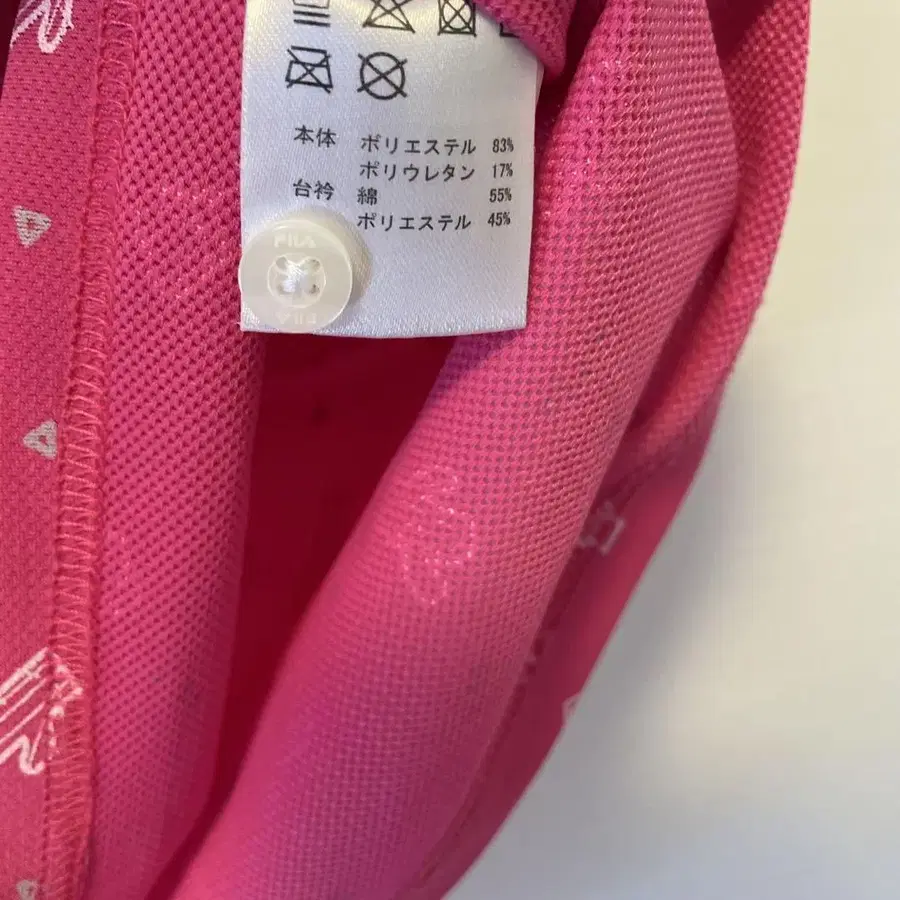 本体 ポリエステル 83%
ポリウレタン 17%
台衿 綿 55%
ポリエステル 45%
FILA
FILA